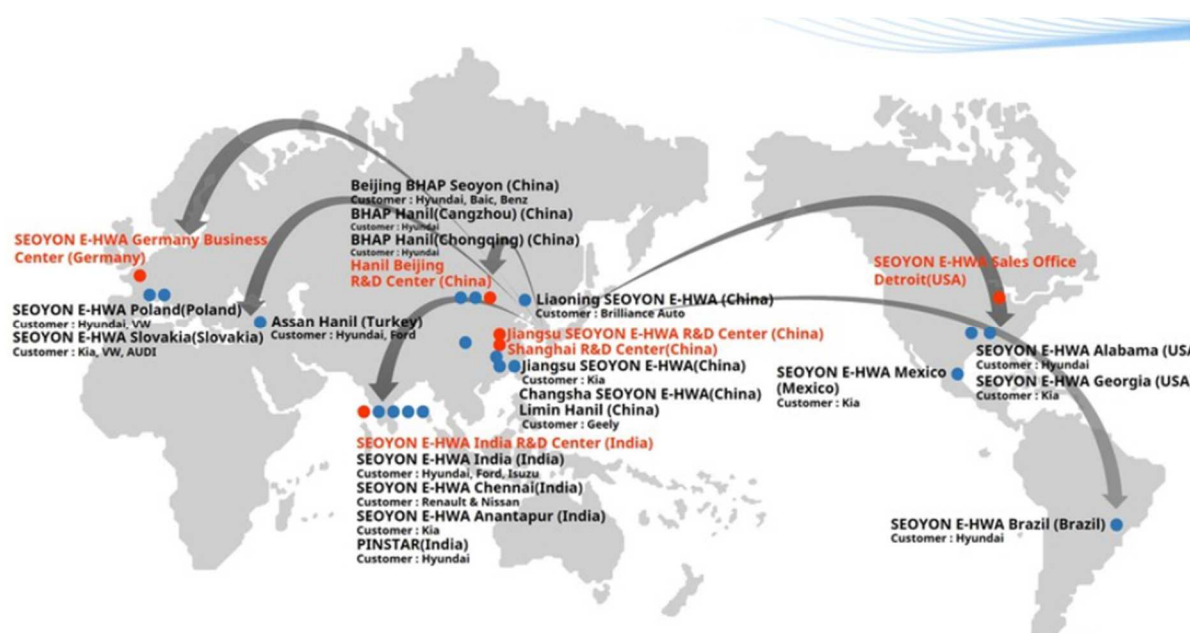 Beijing BHAP Seoyon (China)
Customer : Hyundai, Baic, Benz
BHAP Hanil(Cangzhou) (China)
Customer : Hyundai
BHAP Hanil(Chongqing) (China)
Customer : Hyundai
Hanil Beijing
R&D Center (China)
SEOYON E-HWA Germany Business
Center (Germany)
SEOYON E-HWA Poland(Poland)
Customer : Hyundai, VW
SEOYON E-HWA Slovakia(Slovakia)
Customer : Kia, VW, AUDI
Assan Hanil (Turkey)
Customer : Hyundai, Ford
Liaoning SEOYON E-HWA (China)
Customer : Brilliance Auto
Jiangsu SEOYON E-HWA R&D Center (China)
Shanghai R&D Center(China)
Jiangsu SEOYON E-HWA(China)
Customer : Kia
Changsha SEOYON E-HWA(China)
Limin Hanil (China)
Customer : Geely
SEOYON E-HWA India R&D Center (India)
SEOYON E-HWA India (India)
Customer : Hyundai, Ford, Isuzu
SEOYON E-HWA Chennai(India)
Customer : Renault & Nissan
SEOYON E-HWA Anantapur (India)
Customer : Kia
PINSTAR(India)
Customer : Hyundai
SEOYON E-HWA Sales Office
Detroit(USA)
SEOYON E-HWA Alabama (USA
Customer : Hyundai
SEOYON E-HWA Georgia (USA
Customer : Kia
SEOYON E-HWA Mexico
(Mexico)
Customer : Kia
SEOYON E-HWA Brazil (Brazil)
Customer : Hyundai